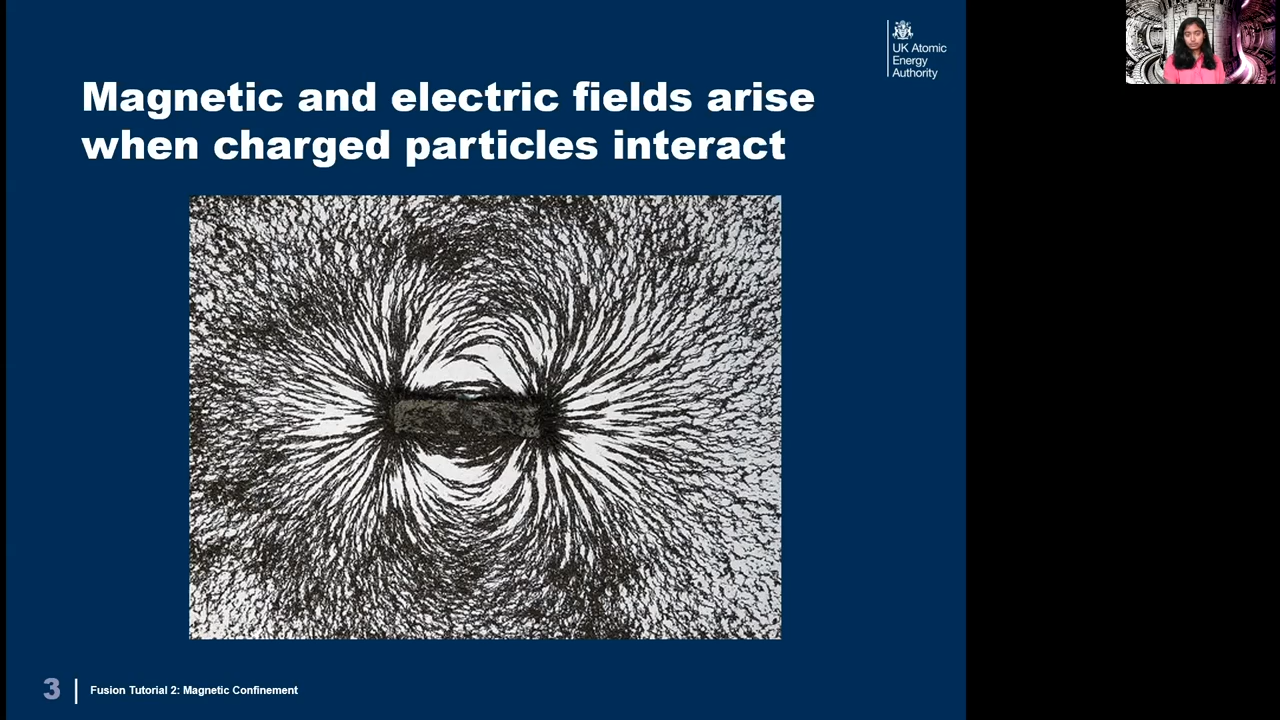 UK Atomic
Energy
Authority
Magnetic and electric fields arise
when charged particles interact
3
Fusion Tutorial 2: Magnetic Confinement